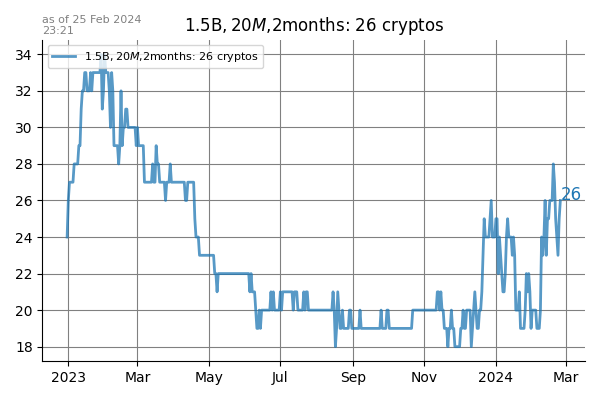 as of 25 Feb 2024
23:21
1.5B, 20M,2months: 26 cryptos
1.5B, 20M,2months: 26 cryptos
34
32
30
28
26
26
24
22
20
18
2023
Mar
May
Jul
Sep
Nov
2024
Mar